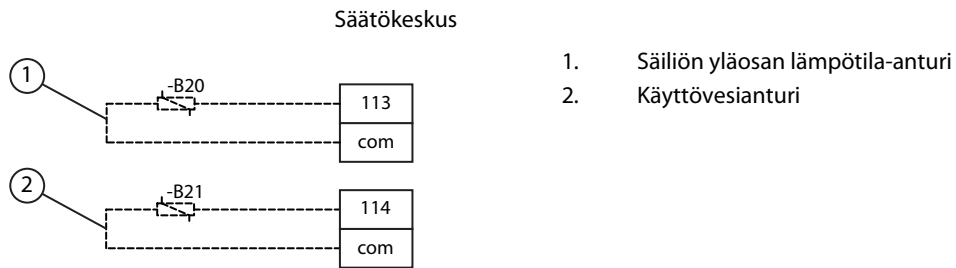 Säätökeskus
1
-B20
113
com
2
-B21
114
com
1. Säiliön yläosan lämpötila-anturi
2. Käyttövesianturi